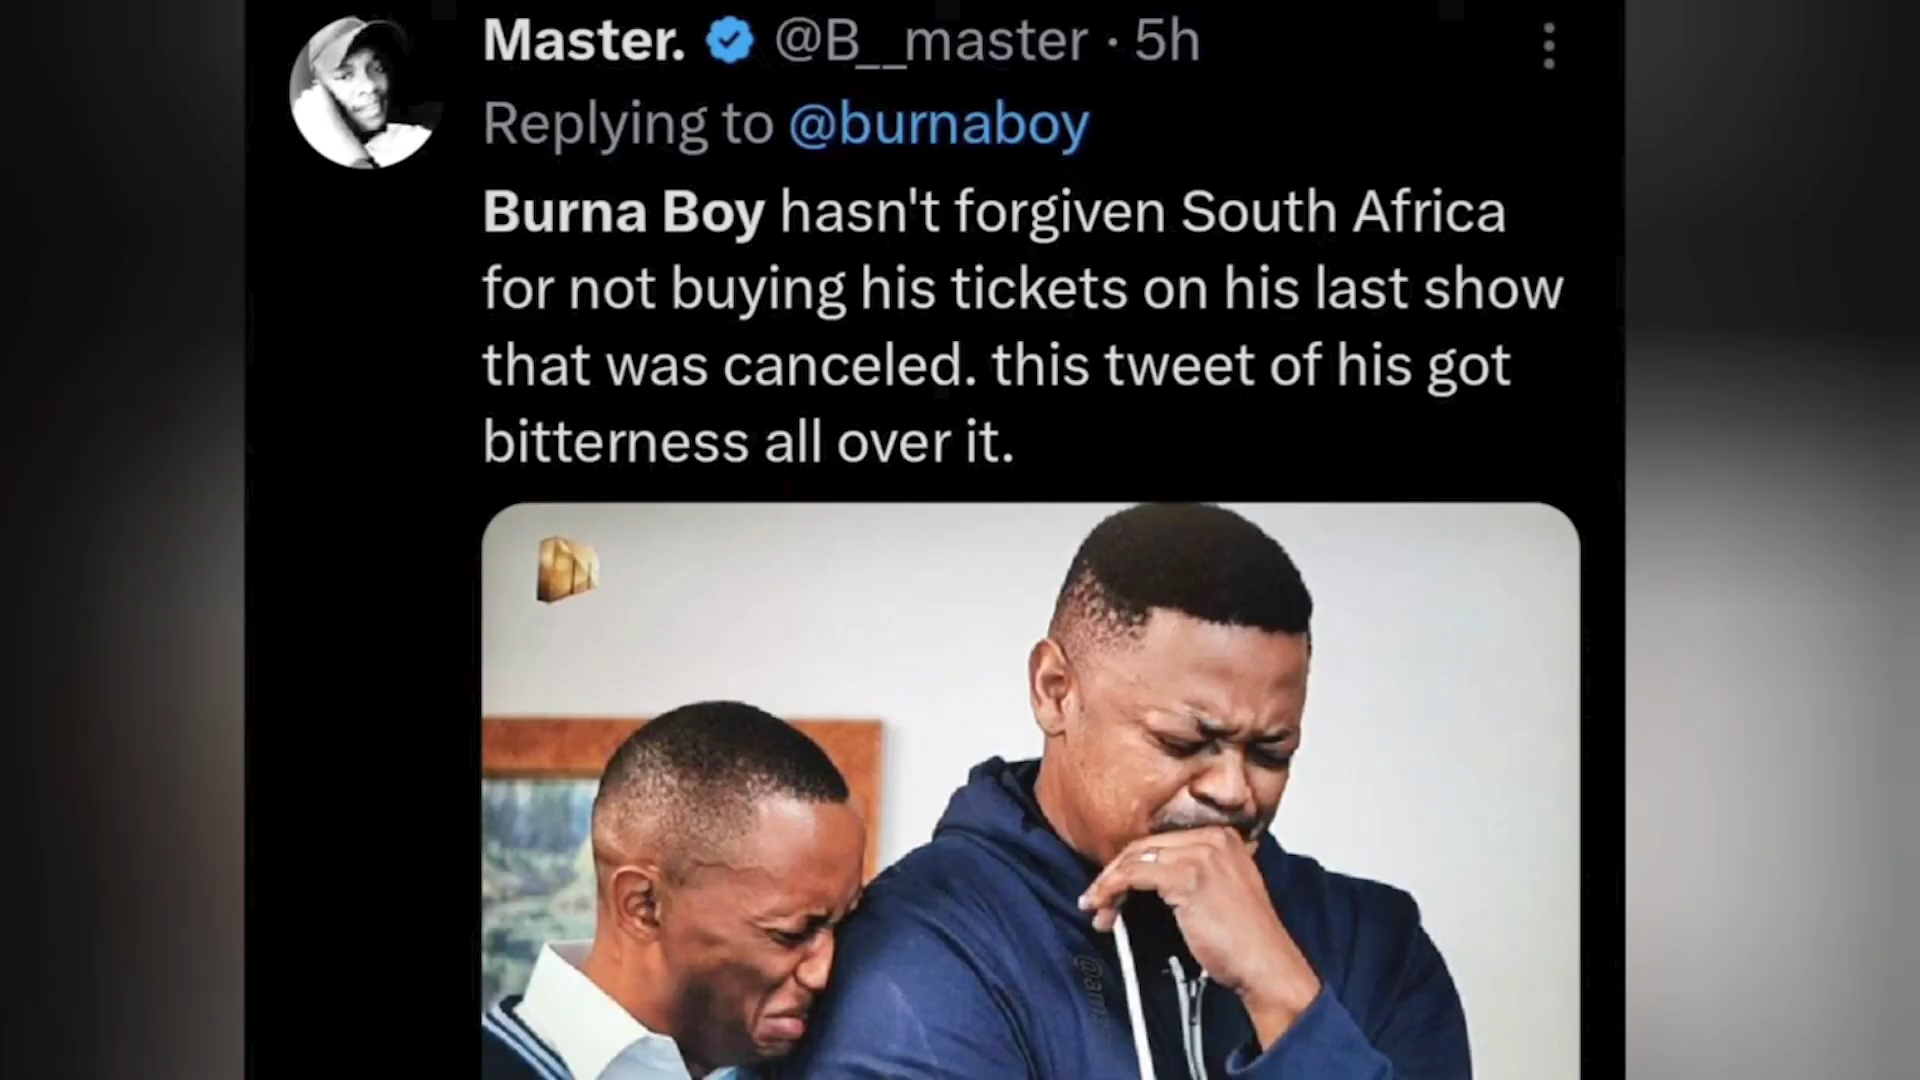 Master. @B__master · 5h
Replying to @burnaboy
Burna Boy hasn't forgiven South Africa
for not buying his tickets on his last show
that was canceled. this tweet of his got
bitterness all over it.